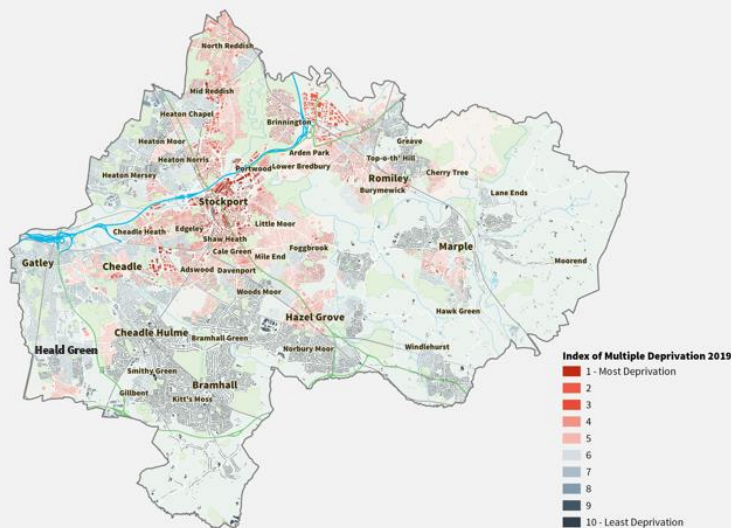 North Reddish
Mid Reddish
Heaton Chapel
Brinnington
Heaton Moor
Greave
Arden Park
Heaton Norris
Top-o-th' Hill
Portwood
Lower Bredbury
Cherry Tree
Heaton Mersey
Romiley
Burymewick
Lane Ends
Stockport
Little Moor
Cheadle Heath
Edgeley
Shaw Heath
Foggbrook
Marple
Cale Green
Mile End
Moorend
Gatley
Cheadle
Adswood
Davenport
Woods Moor
Hawk Green
Hazel Grove
Cheadle Hulme
Bramhall Green
Norbury Moor
Windlehurst
Heald Green
Smithy Green
Bramhall
Gillbent
Kitt's Moss
Index of Multiple Deprivation 2019
1 - Most Deprivation
2
3
4
5
6
7
8
9
10 - Least Deprivation